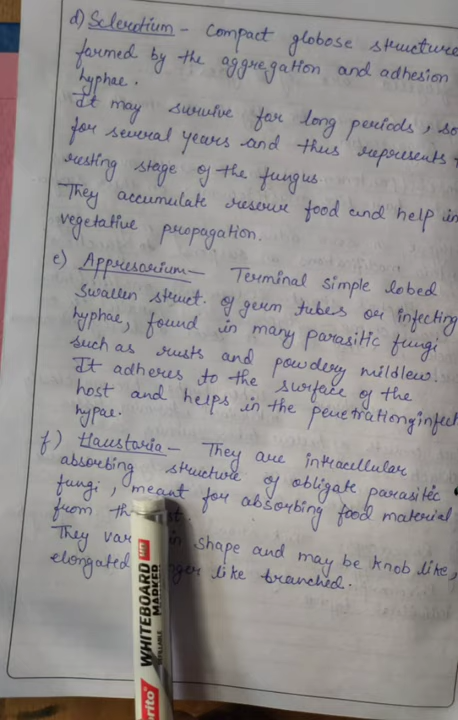 d) Sclerotium - Compact globose structure
formed by the aggregation and adhesion
hyphae.
It may survive for long periods, so
for several years and thus represents
resting stage of the fungus
They accumulate reserve food and help in
vegetative propagation.
e) Appresorium - Terminal simple lobed
swollen struct. of germ tubes or infecting
hyphae, found in many parasitic fungi
such as rusts and powdery mildew.
It adheres to the surface of the
host and helps in the penetration infect
hypae.
f) Haustoria - They are intracellular
absorbing structure of obligate parasitic
fungi, meant for absorbing food material
from
They in shape and may be knob like,
elongated like branched.
WHITEBOARD
MARKER